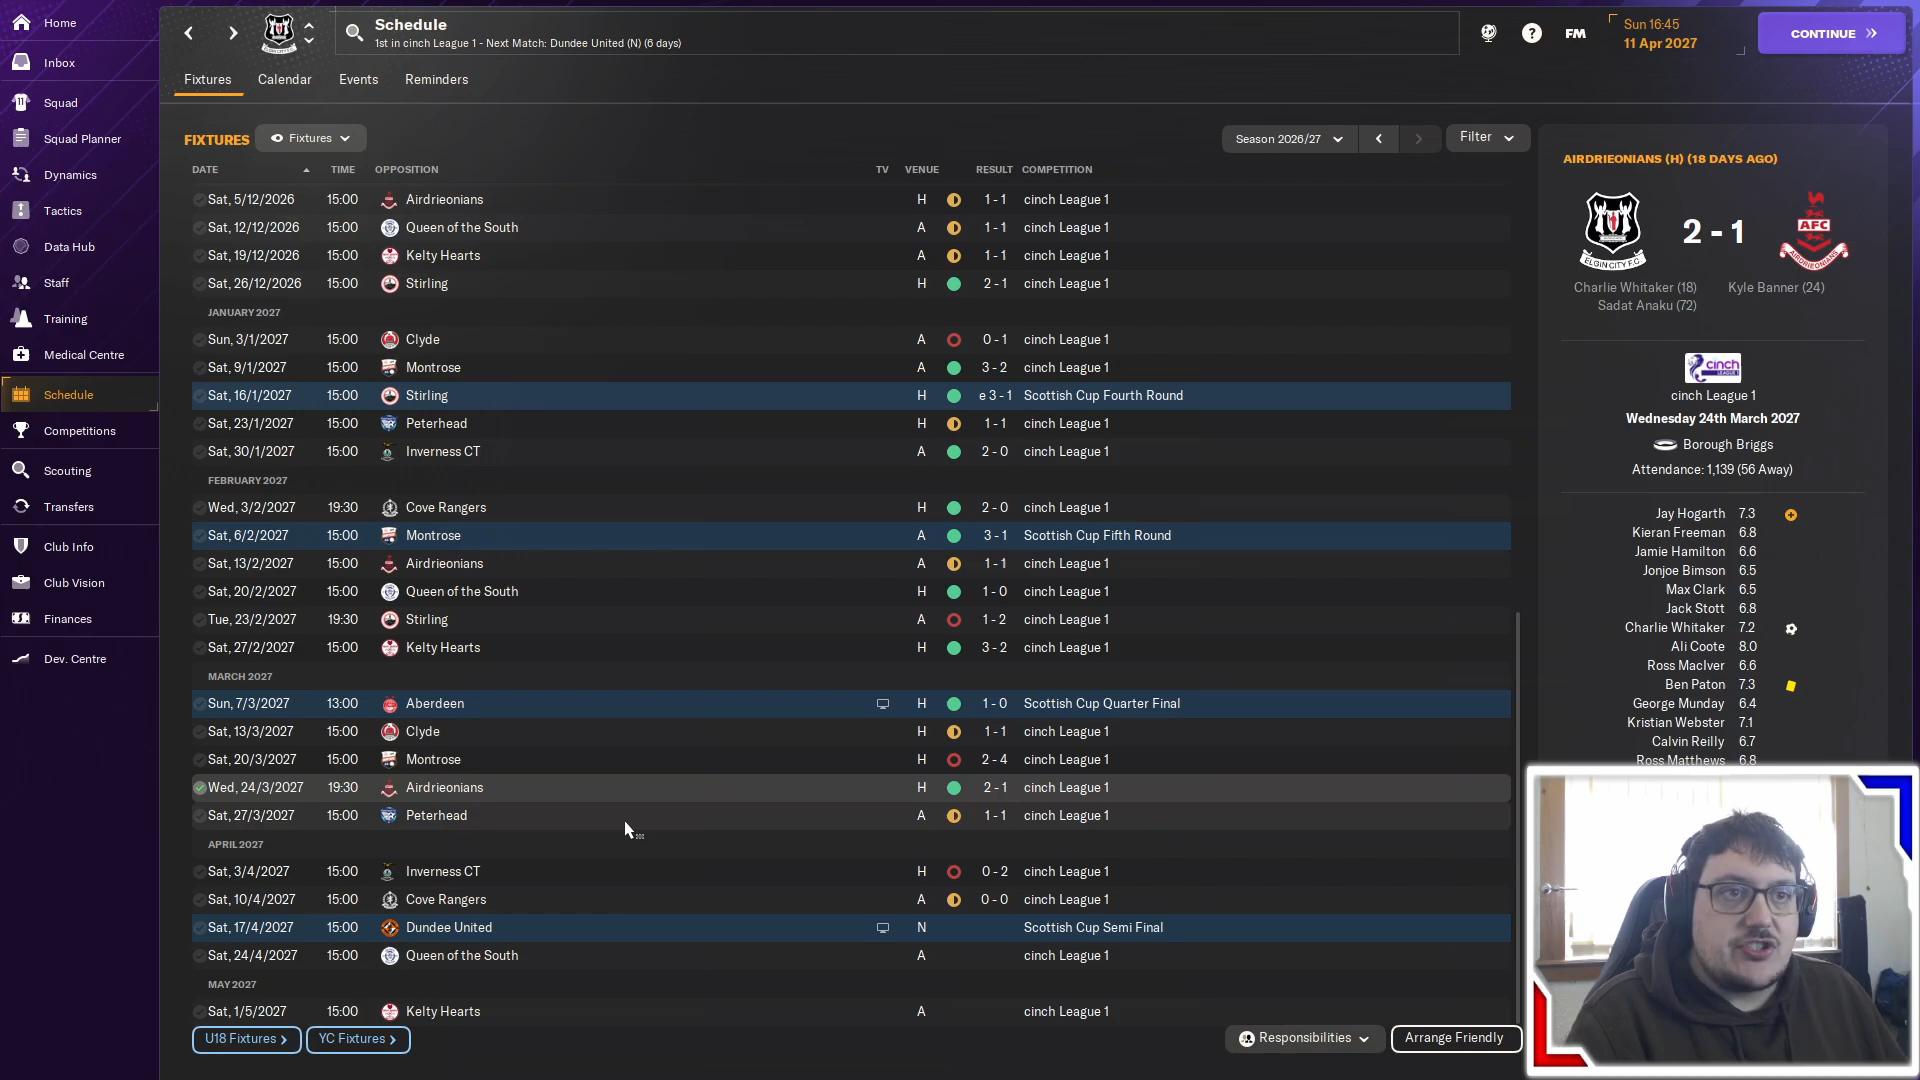 Home
Inbox
Squad
Squad Planner
Dynamics
Tactics
Data Hub
Staff
Training
Medical Centre
Schedule
Competitions
Scouting
Transfers
Club Info
Club Vision
Finances
Dev. Centre
ELGIN CITY F.C.
Schedule
1st in cinch League 1 - Next Match: Dundee United (N) (6 days)
?
FM
Sun 16:45
11 Apr 2027
CONTINUE
Fixtures
Calendar
Events
Reminders
FIXTURES
Fixtures
Season 2026/27
Filter
DATE TIME OPPOSITION TV VENUE RESULT COMPETITION
Sat, 5/12/2026 15:00 Airdrieonians H 1 - 1 cinch League 1
Sat, 12/12/2026 15:00 Queen of the South A 1 - 1 cinch League 1
Sat, 19/12/2026 15:00 Kelty Hearts A 1 - 1 cinch League 1
Sat, 26/12/2026 15:00 Stirling H 2 - 1 cinch League 1
JANUARY 2027
Sun, 3/1/2027 15:00 Clyde A 0 - 1 cinch League 1
Sat, 9/1/2027 15:00 Montrose A 3 - 2 cinch League 1
Sat, 16/1/2027 15:00 Stirling H e 3 - 1 Scottish Cup Fourth Round
Sat, 23/1/2027 15:00 Peterhead H 1 - 1 cinch League 1
Sat, 30/1/2027 15:00 Inverness CT A 2 - 0 cinch League 1
FEBRUARY 2027
Wed, 3/2/2027 19:30 Cove Rangers H 2 - 0 cinch League 1
Sat, 6/2/2027 15:00 Montrose A 3 - 1 Scottish Cup Fifth Round
Sat, 13/2/2027 15:00 Airdrieonians A 1 - 1 cinch League 1
Sat, 20/2/2027 15:00 Queen of the South H 1 - 0 cinch League 1
Tue, 23/2/2027 19:30 Stirling A 1 - 2 cinch League 1
Sat, 27/2/2027 15:00 Kelty Hearts H 3 - 2 cinch League 1
MARCH 2027
Sun, 7/3/2027 13:00 Aberdeen H 1 - 0 Scottish Cup Quarter Final
Sat, 13/3/2027 15:00 Clyde H 1 - 1 cinch League 1
Sat, 20/3/2027 15:00 Montrose H 2 - 4 cinch League 1
Wed, 24/3/2027 19:30 Airdrieonians H 2 - 1 cinch League 1
Sat, 27/3/2027 15:00 Peterhead A 1 - 1 cinch League 1
APRIL 2027
Sat, 3/4/2027 15:00 Inverness CT H 0 - 2 cinch League 1
Sat, 10/4/2027 15:00 Cove Rangers A 0 - 0 cinch League 1
Sat, 17/4/2027 15:00 Dundee United N Scottish Cup Semi Final
Sat, 24/4/2027 15:00 Queen of the South A cinch League 1
MAY 2027
Sat, 1/5/2027 15:00 Kelty Hearts A cinch League 1
U18 Fixtures
YC Fixtures
Responsibilities
Arrange Friendly
AIRDRIEONIANS (H) (18 DAYS AGO)
ELGIN CITY F.C.
2 - 1
AFC
AIRDRIEONIANS
Charlie Whitaker (18) Kyle Banner (24)
Sadat Anaku (72)
cinch
cinch League 1
Wednesday 24th March 2027
Borough Briggs
Attendance: 1,139 (56 Away)
Jay Hogarth 7.3
Kieran Freeman 6.8
Jamie Hamilton 6.6
Jonjoe Bimson 6.5
Max Clark 6.5
Jack Stott 6.8
Charlie Whitaker 7.2
Ali Coote 8.0
Ross MacIver 6.6
Ben Paton 7.3
George Munday 6.4
Kristian Webster 7.1
Calvin Reilly 6.7
Ross Matthews 6.8